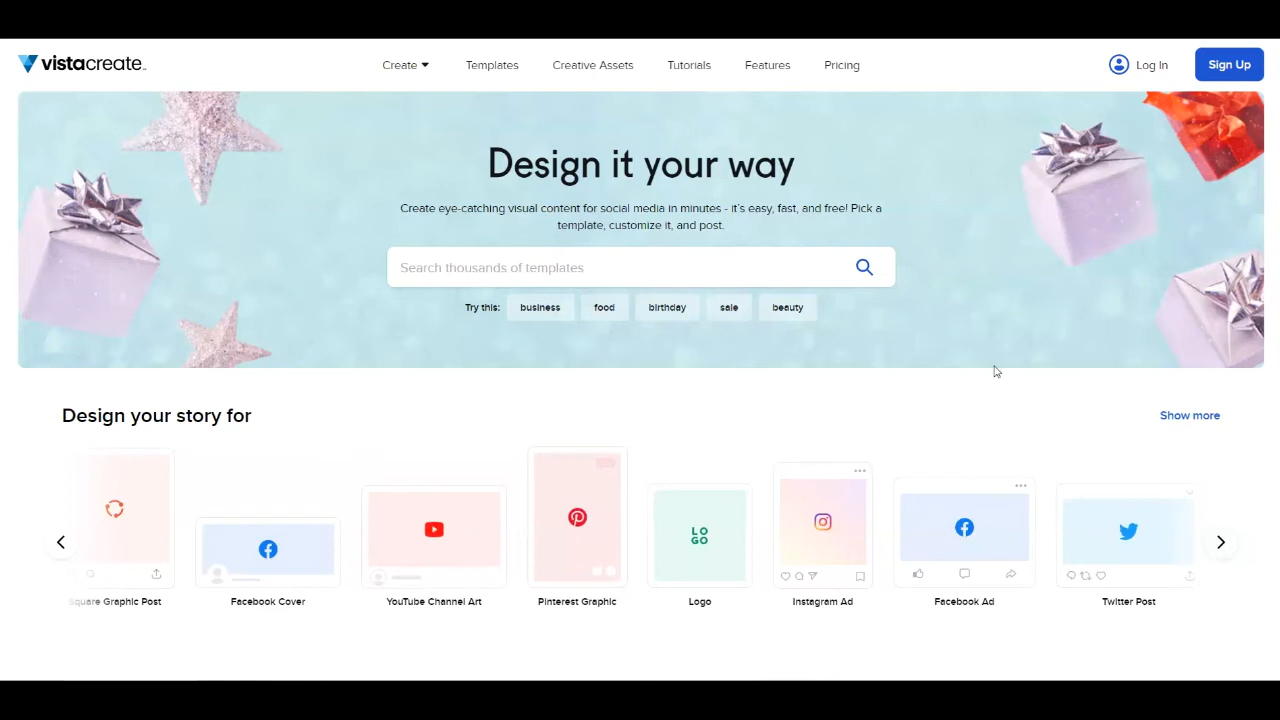 vistacreate
Create
Templates
Creative Assets
Tutorials
Features
Pricing
Log In
Sign Up
Design it your way
Create eye-catching visual content for social media in minutes - it's easy, fast, and free! Pick a
template, customize it, and post.
Search thousands of templates
Try this:
business
food
birthday
sale
beauty
Design your story for
Show more
LO
GO
Square Graphic Post
Facebook Cover
YouTube Channel Art
Pinterest Graphic
Logo
Instagram Ad
Facebook Ad
Twitter Post